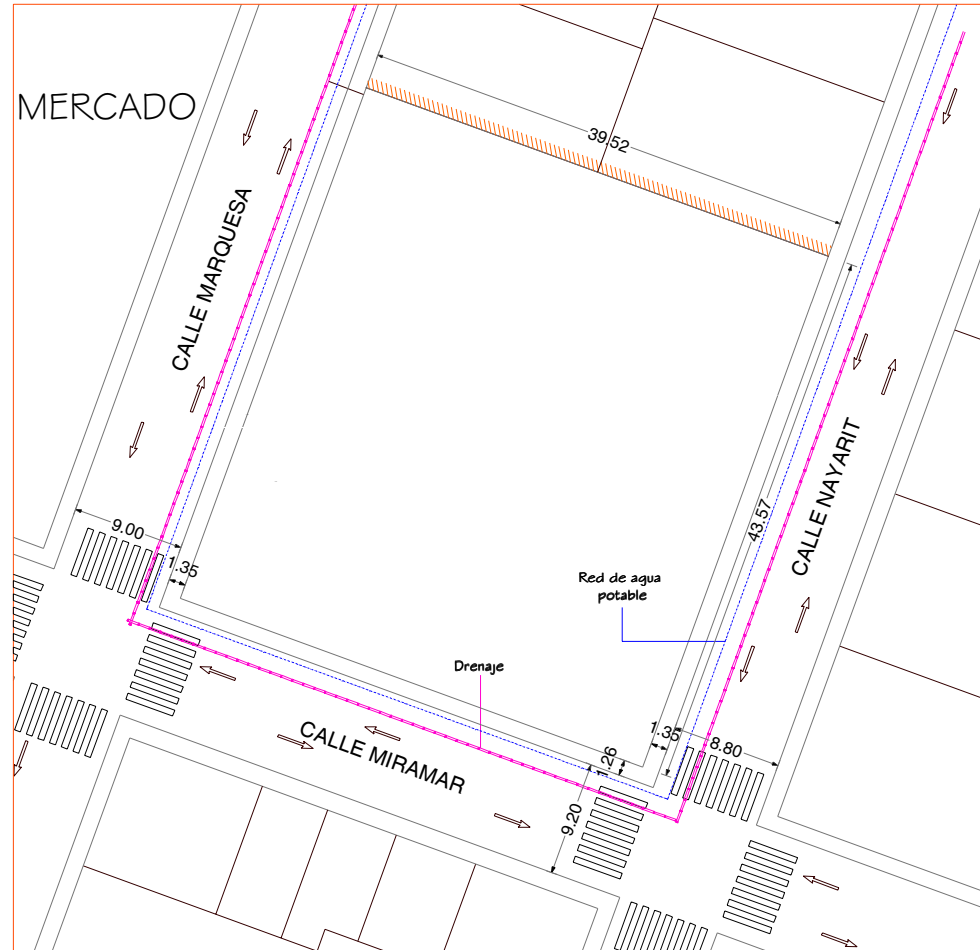 MERCADO
39.52
CALLE MARQUESA
CALLE NAYARIT
43.57
9.00
1.35
Red de agua
potable
Drenaje
CALLE MIRAMAR
1.35
8.80
1.26
9.20